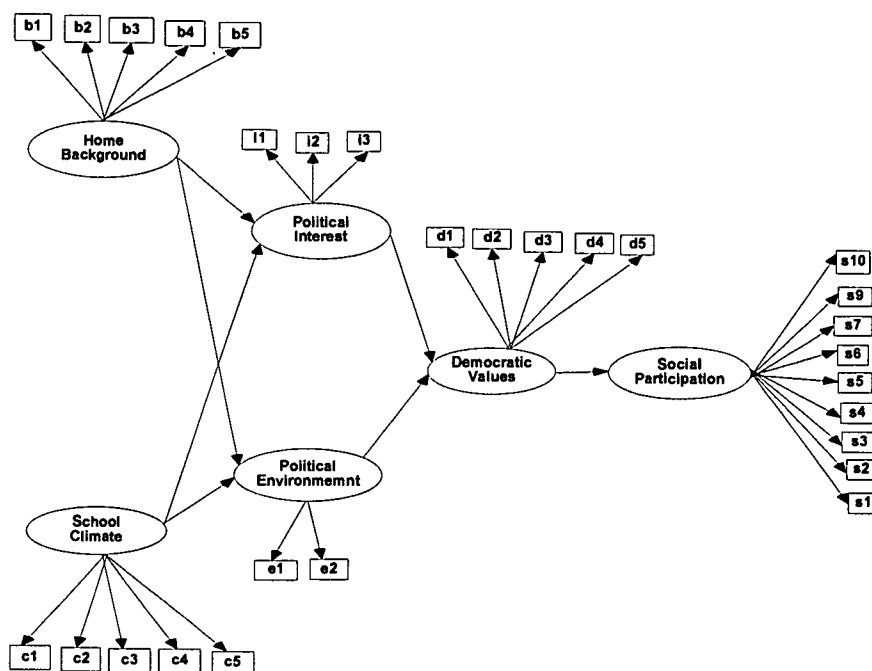 b1
b2
b3
b4
b5
Home
Background
i1
i2
i3
Political
Interest
d1
d2
d3
d4
d5
Democratic
Values
Social
Participation
s10
s9
s7
s6
s5
s4
s3
s2
s1
Political
Environmemnt
e1
e2
School
Climate
c1
c2
c3
c4
c5